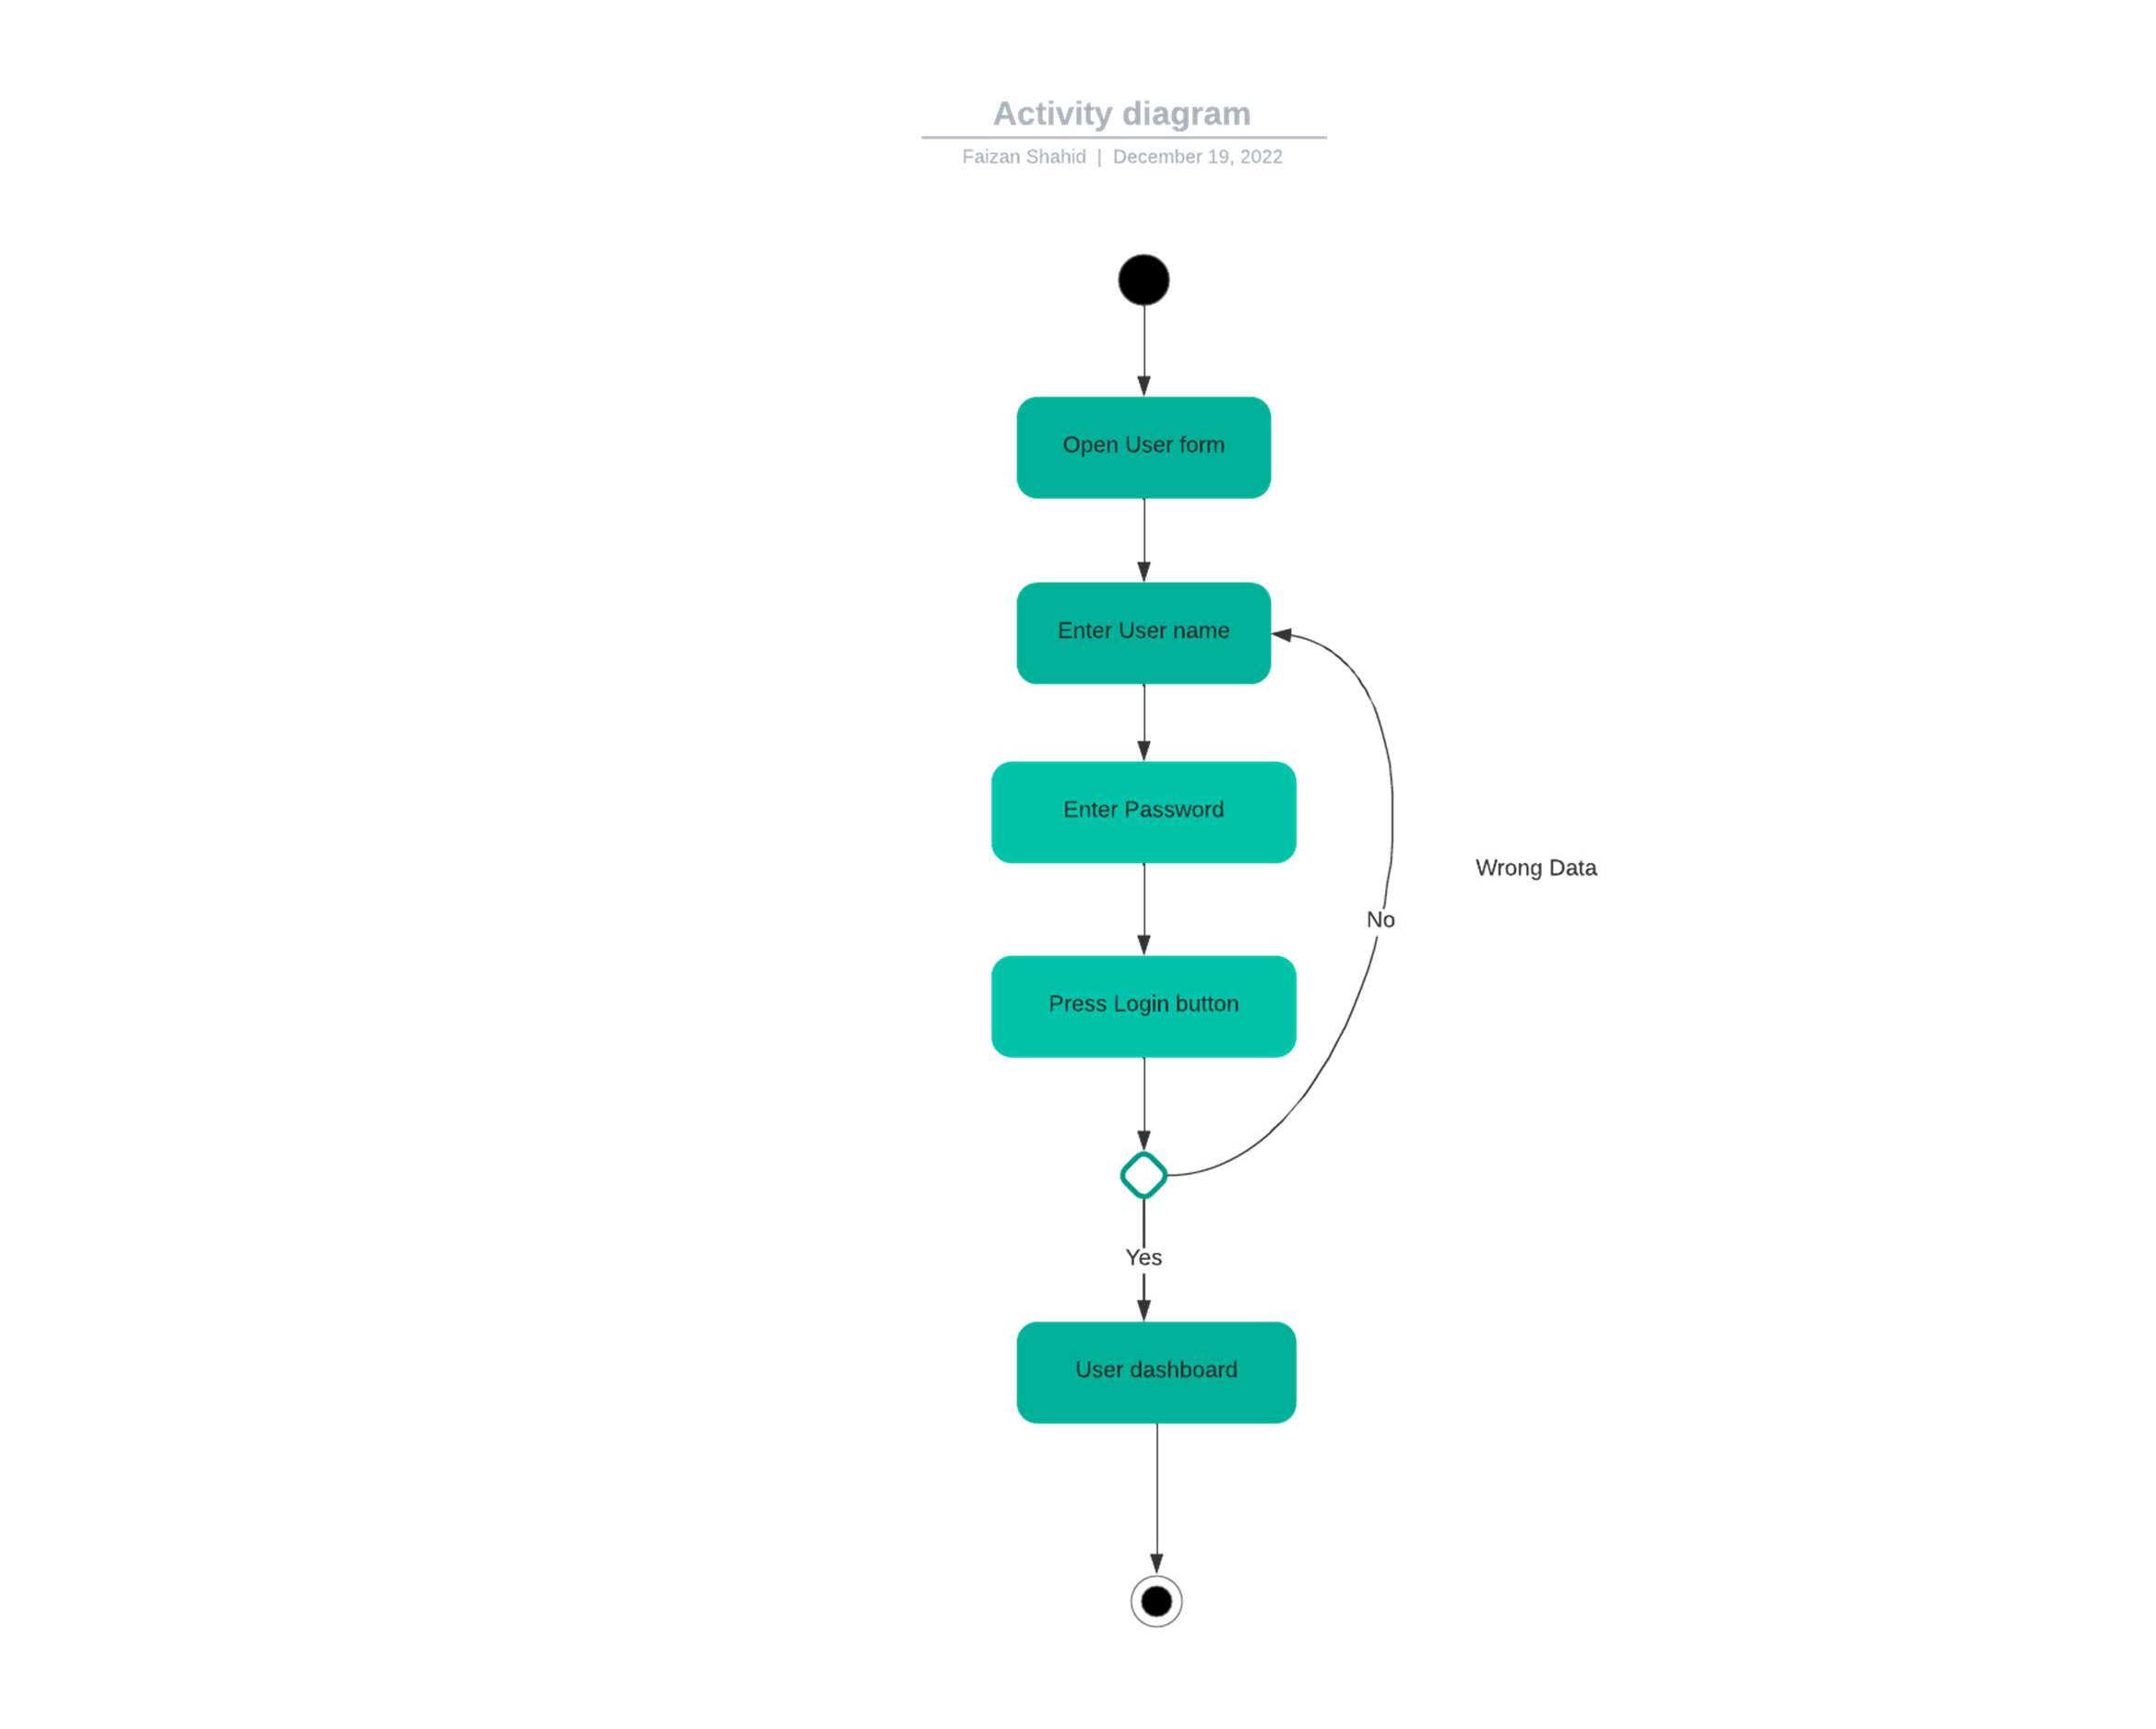 Activity diagram
Faizan Shahid | December 19, 2022
Open User form
Enter User name
Enter Password
Wrong Data
No
Press Login button
Yes
User dashboard